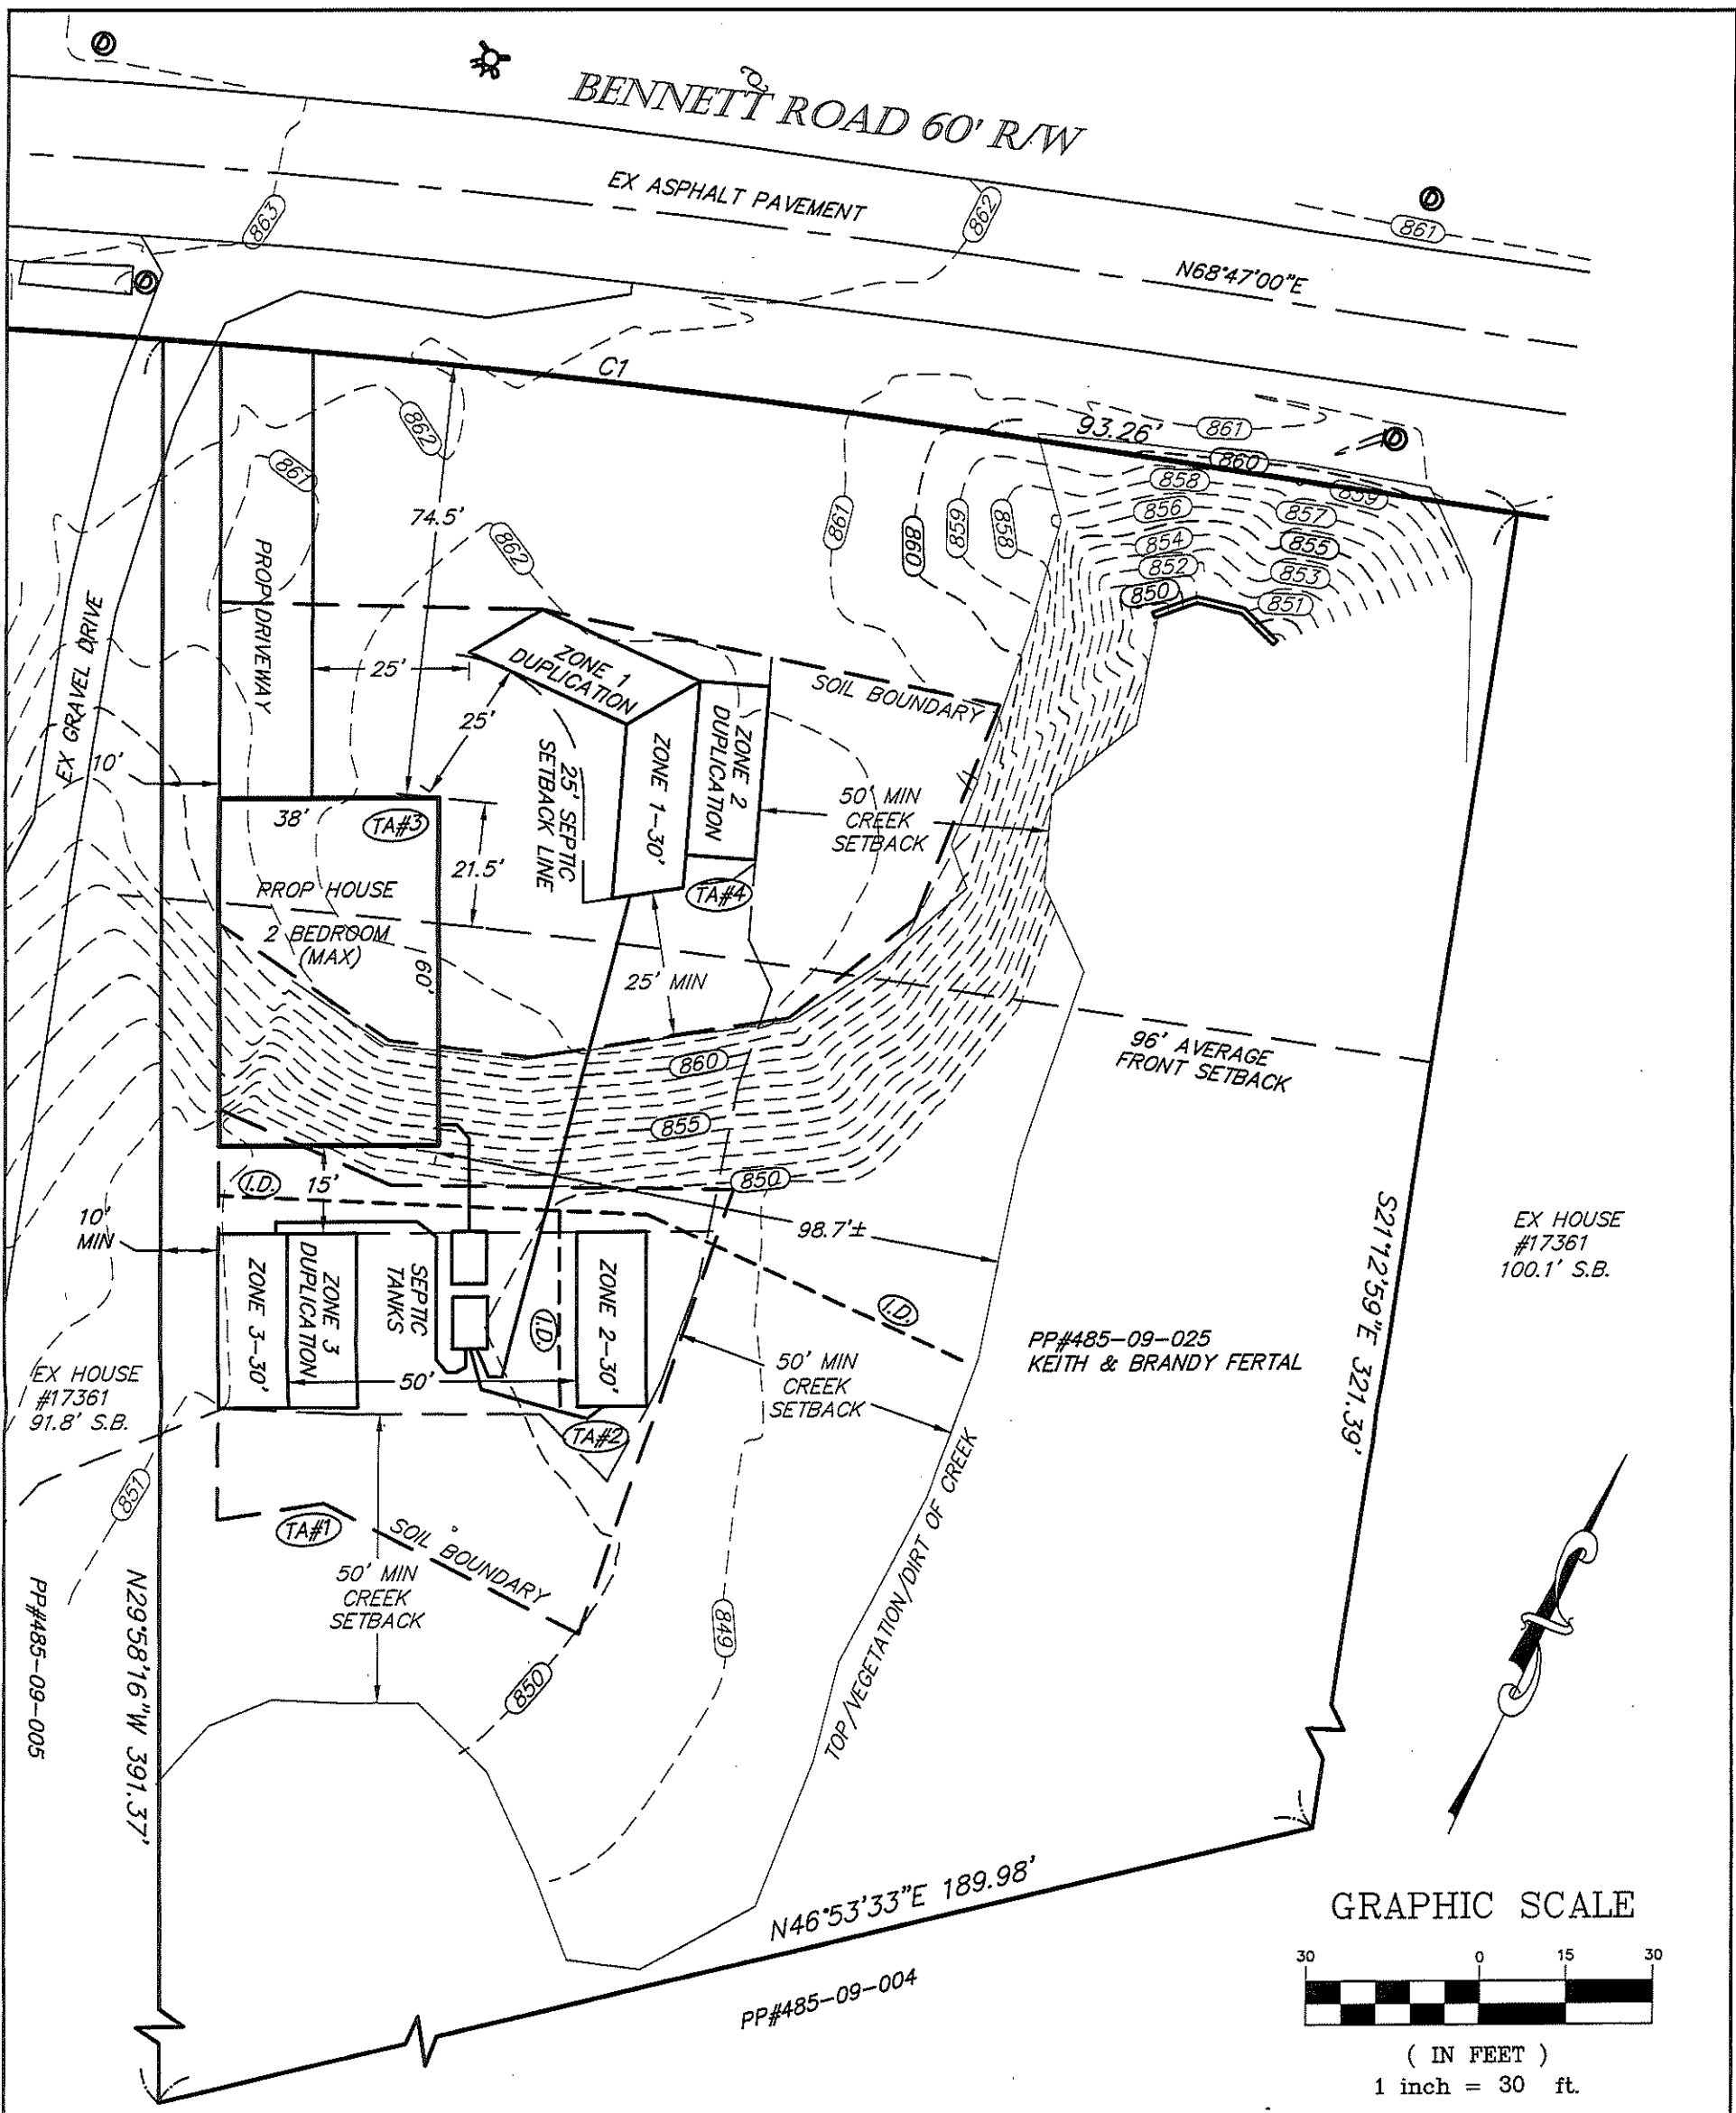 BENNETT ROAD 60' R/W
EX ASPHALT PAVEMENT
N68°47'00"E
863
862
861
C1
93.26'
861
860
859
858
857
856
855
854
853
852
851
850
862
861
862
861
860
859
858
74.5'
PROP DRIVEWAY
EX GRAVEL DRIVE
25'
25'
10'
ZONE 1
DUPLICATION
ZONE 2
DUPLICATION
ZONE 1-30'
25' SEPTIC
SETBACK LINE
SOIL BOUNDARY
50' MIN
CREEK
SETBACK
38'
TA#3
21.5'
TA#4
PROP HOUSE
2 BEDROOM
(MAX)
60'
25' MIN
96' AVERAGE
FRONT SETBACK
860
855
850
I.D.
15'
10'
MIN
98.7'±
ZONE 3-30'
ZONE 3
DUPLICATION
SEPTIC
TANKS
I.D.
ZONE 2-30'
I.D.
50'
50' MIN
CREEK
SETBACK
EX HOUSE
#17361
100.1' S.B.
S21°12'59"E 321.39'
PP#485-09-025
KEITH & BRANDY FERTAL
EX HOUSE
#17361
91.8' S.B.
TA#2
851
TA#1
SOIL BOUNDARY
50' MIN
CREEK
SETBACK
TOP/VEGETATION/DIRT OF CREEK
849
850
PP#485-09-005
N29°58'16"W 391.37'
N46°53'33"E 189.98'
PP#485-09-004
GRAPHIC SCALE
30 0 15 30
( IN FEET )
1 inch = 30 ft.